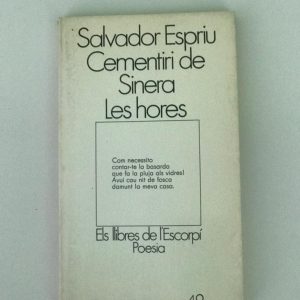 Salvador Espriu
Cementiri de
Sinera
Les hores
Com necessito
contar-te la basarda
que fa la pluja als vidres!
Avui cau nit de fosca
damunt la meva casa.
Els llibres de l'Escorpí
Poesia